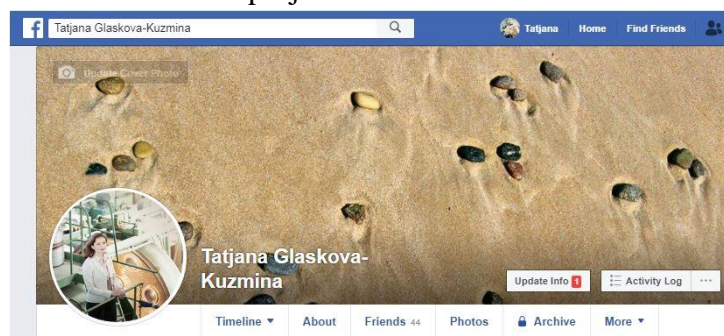 Tatjana Glaskova-Kuzmina
Tatjana Home Find Friends
Update Cover Photo
Tatjana Glaskova-
Kuzmina
Update Info 1 Activity Log
Timeline About Friends 44 Photos Archive More